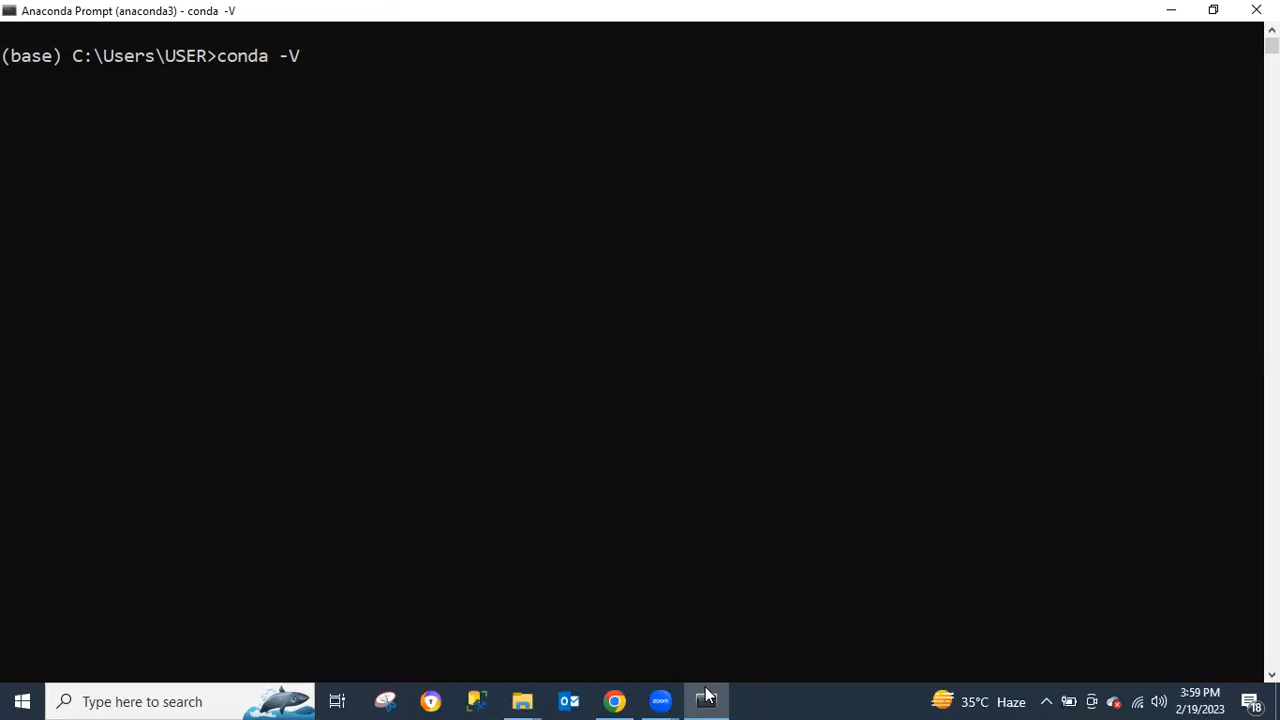 Anaconda Prompt (anaconda3) - conda  -V
(base) C:\Users\USER>conda -V
Type here to search
35°C Haze
3:59 PM
2/19/2023
18